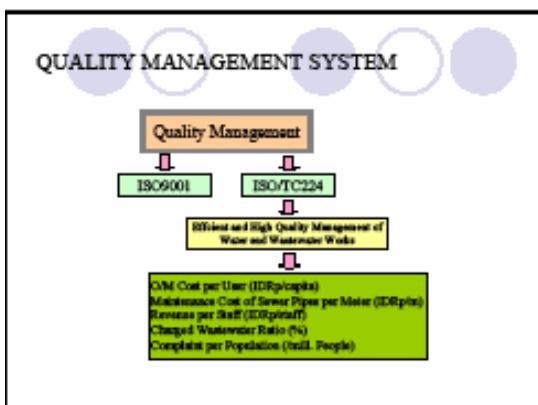 QUALITY MANAGEMENT SYSTEM
Quality Management
ISO9001
ISO/TC224
Efficient and High Quality Management of
Water and Wastewater Works
O/M Cost per User (IDRp/capita)
Maintenance Cost of Sewer Pipes per Meter (IDRp/m)
Revenue per Staff (IDRp/staff)
Charged Wastewater Ratio (%)
Complaint per Population (/mill. People)